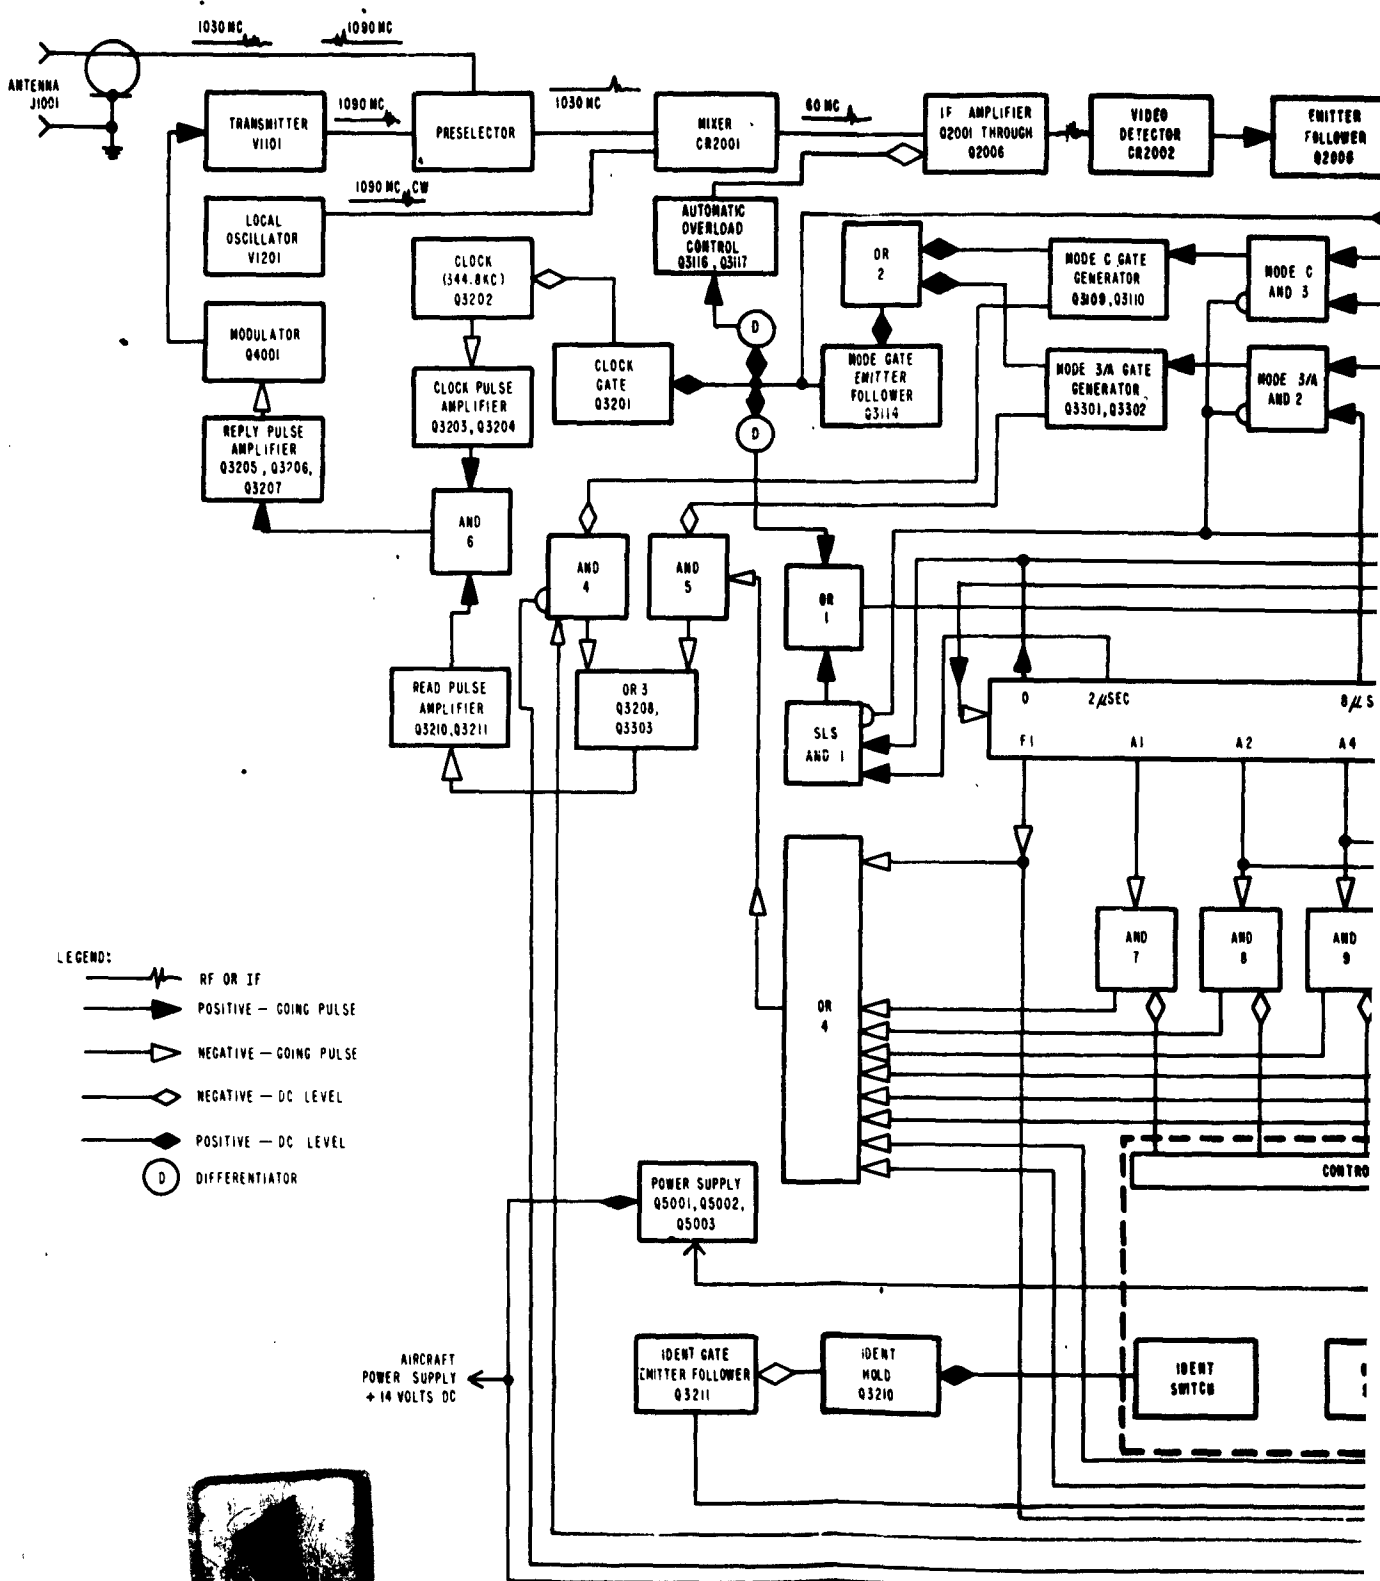 1030 MC
1090 MC
ANTENNA
J1001
TRANSMITTER
V1101
1090 MC
PRESELECTOR
1030 MC
MIXER
CR2001
60 MC
IF AMPLIFIER
Q2001 THROUGH
Q2006
VIDEO
DETECTOR
CR2002
EMITTER
FOLLOWER
Q2008
LOCAL
OSCILLATOR
V1201
1090 MC CW
AUTOMATIC
OVERLOAD
CONTROL
Q3116, Q3117
CLOCK
(344.8KC)
Q3202
OR
2
MODE C GATE
GENERATOR
Q3109, Q3110
MODE C
AND 3
MODULATOR
Q4001
D
CLOCK
GATE
Q3201
MODE GATE
EMITTER
FOLLOWER
Q3114
MODE 3/A GATE
GENERATOR
Q3301, Q3302
MODE 3/A
AND 2
CLOCK PULSE
AMPLIFIER
Q3203, Q3204
REPLY PULSE
AMPLIFIER
Q3205, Q3206,
Q3207
D
AND
6
AND
4
AND
5
OR
1
READ PULSE
AMPLIFIER
Q3210, Q3211
OR 3
Q3208,
Q3303
SLS
AND 1
0
2 μSEC
8 μS
F1
A1
A2
A4
AND
7
AND
8
AND
9
OR
4
LEGEND:
RF OR IF
POSITIVE — GOING PULSE
NEGATIVE — GOING PULSE
NEGATIVE — DC LEVEL
POSITIVE — DC LEVEL
D DIFFERENTIATOR
POWER SUPPLY
Q5001, Q5002,
Q5003
CONTRO
AIRCRAFT
POWER SUPPLY
+ 14 VOLTS DC
IDENT GATE
EMITTER FOLLOWER
Q3211
IDENT
HOLD
Q3210
IDENT
SWITCH